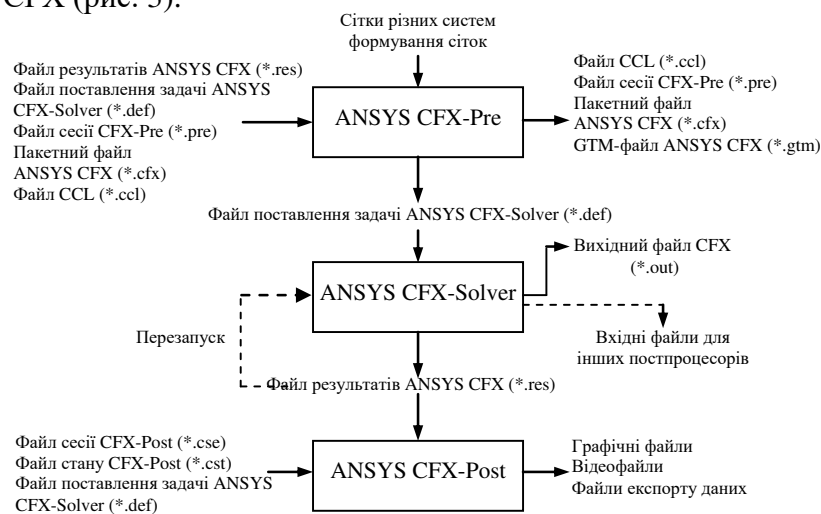 CFX (рис. 3).
Сітки різних систем
формування сіток
Файл результатів ANSYS CFX (*.res)
Файл поставлення задачі ANSYS
CFX-Solver (*.def)
Файл сесії CFX-Pre (*.pre)
Пакетний файл
ANSYS CFX (*.cfx)
Файл CCL (*.ccl)
ANSYS CFX-Pre
Файл CCL (*.ccl)
Файл сесії CFX-Pre (*.pre)
Пакетний файл
ANSYS CFX (*.cfx)
GTM-файл ANSYS CFX (*.gtm)
Файл поставлення задачі ANSYS CFX-Solver (*.def)
ANSYS CFX-Solver
Вихідний файл CFX
(*.out)
Перезапуск
Вхідні файли для
інших постпроцесорів
Файл результатів ANSYS CFX (*.res)
Файл сесії CFX-Post (*.cse)
Файл стану CFX-Post (*.cst)
Файл поставлення задачі ANSYS
CFX-Solver (*.def)
ANSYS CFX-Post
Графічні файли
Відеофайли
Файли експорту даних